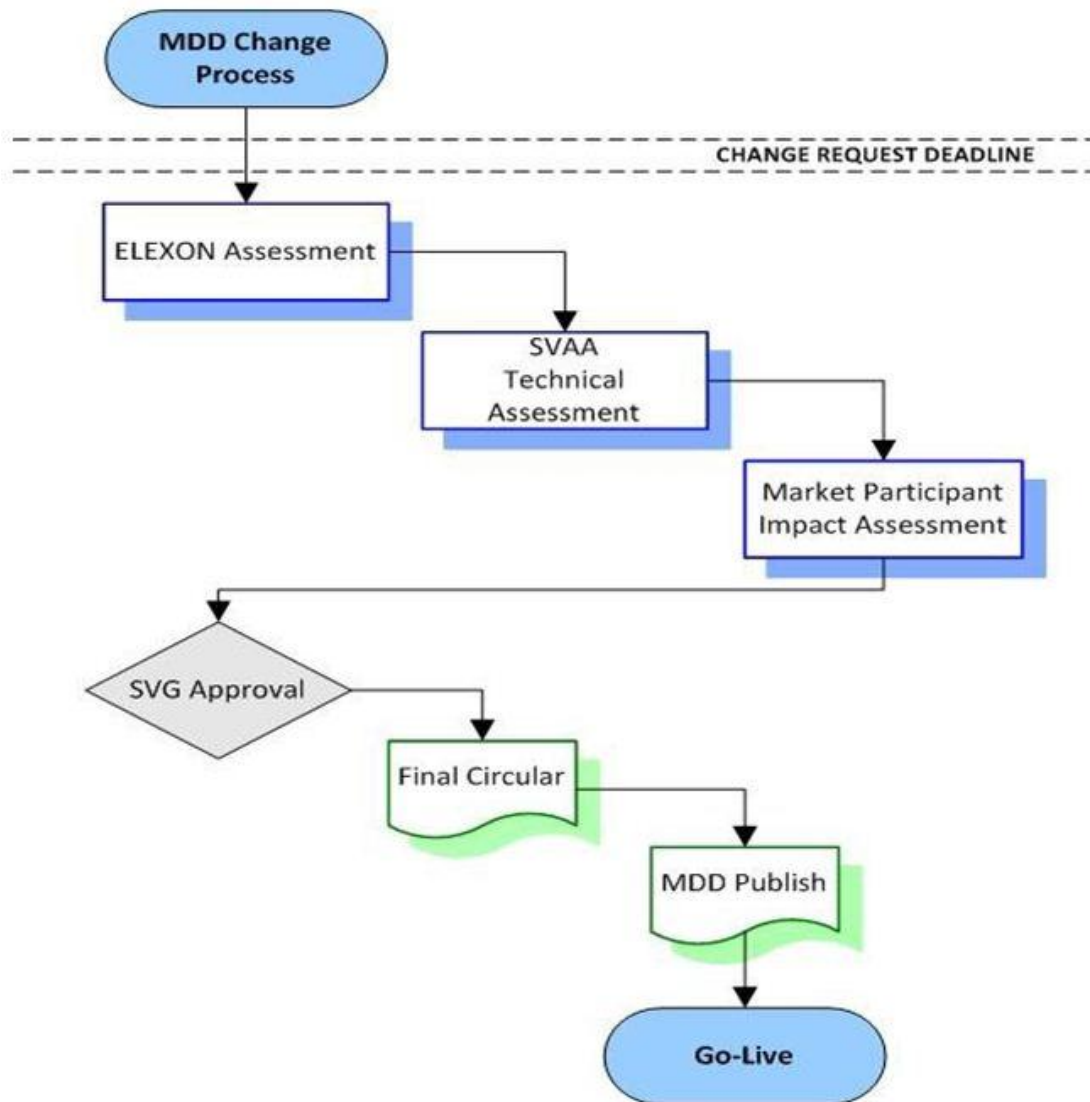 MDD Change
Process
CHANGE REQUEST DEADLINE
ELEXON Assessment
SVAA
Technical
Assessment
Market Participant
Impact Assessment
SVG Approval
Final Circular
MDD Publish
Go-Live